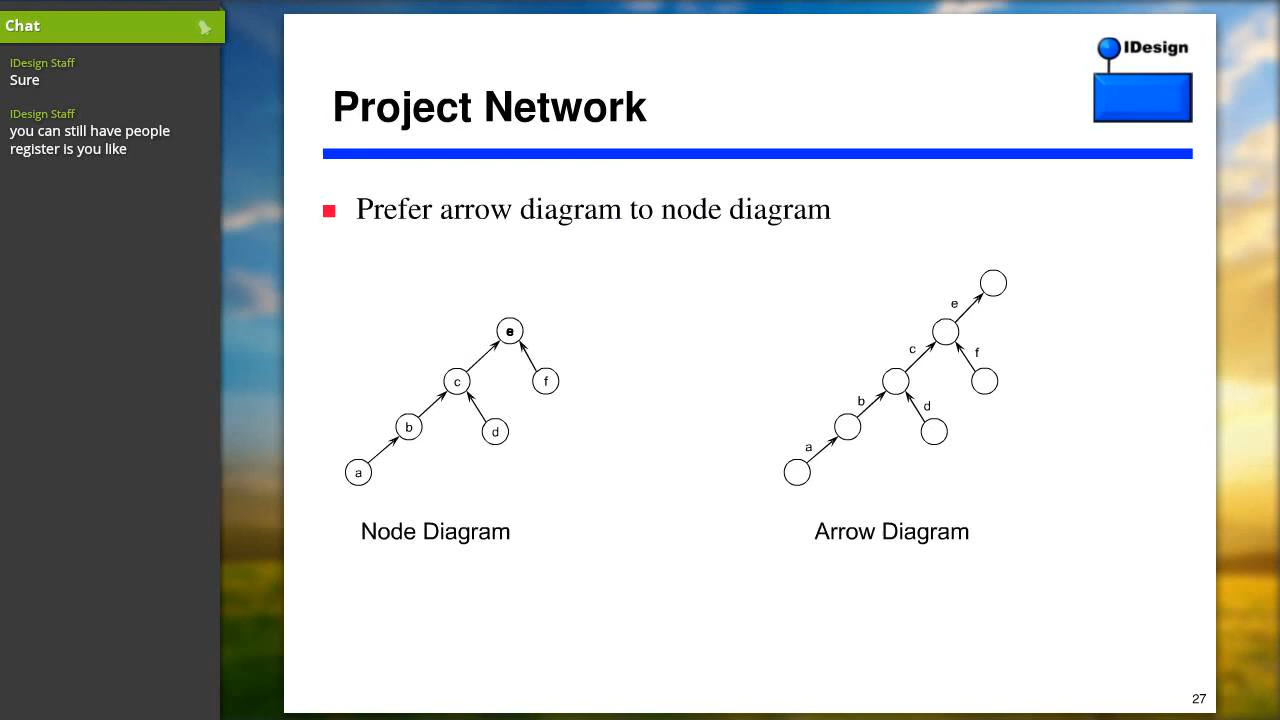 Chat
IDesign Staff
Sure
IDesign Staff
you can still have people
register is you like
IDesign
Project Network
Prefer arrow diagram to node diagram
e
c
f
b
d
a
Node Diagram
e
c
f
b
d
a
Arrow Diagram
27